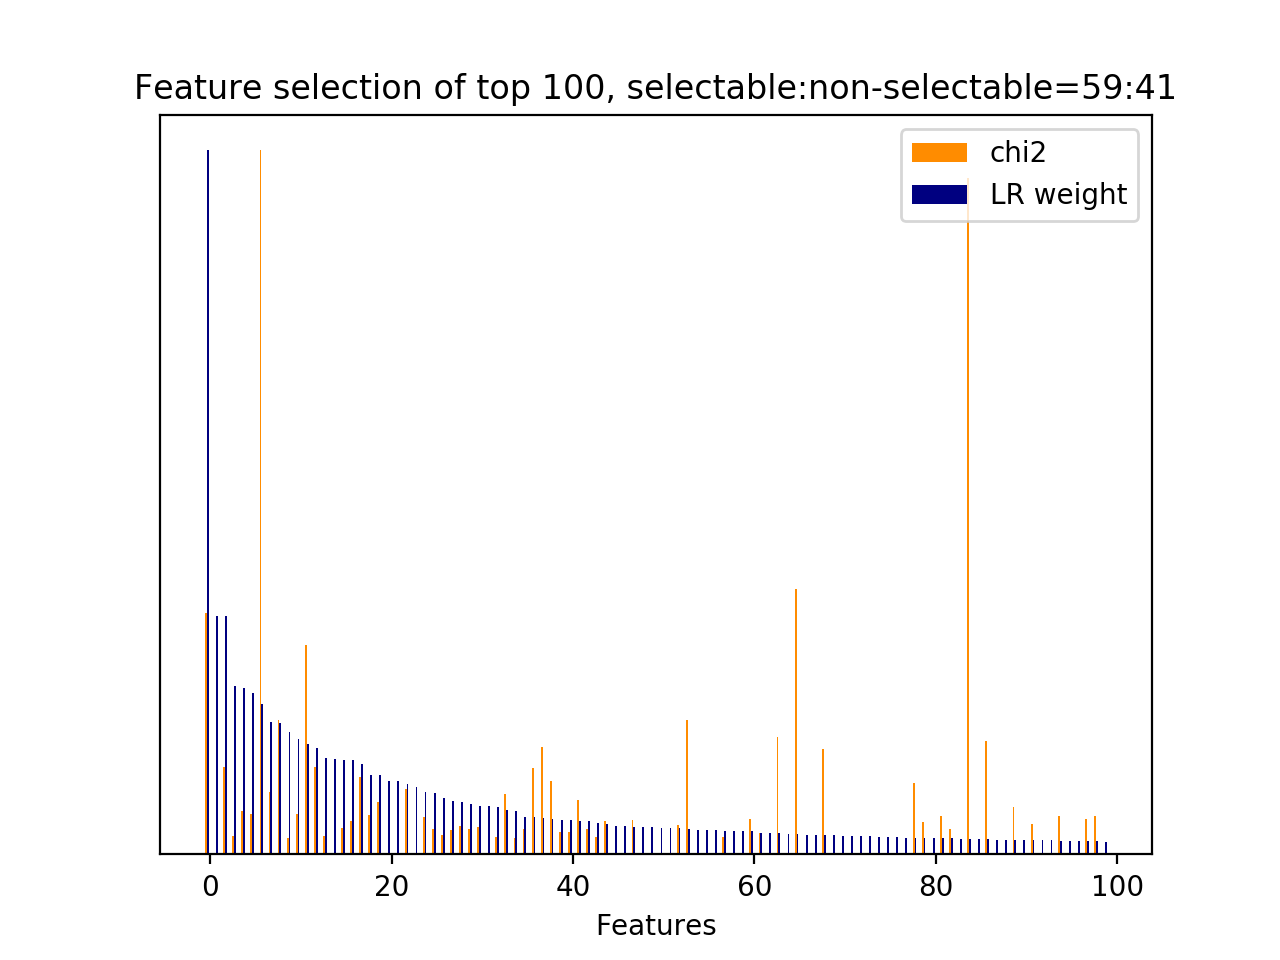 Feature selection of top 100, selectable:non-selectable=59:41
chi2
LR weight
0 20 40 60 80 100
Features